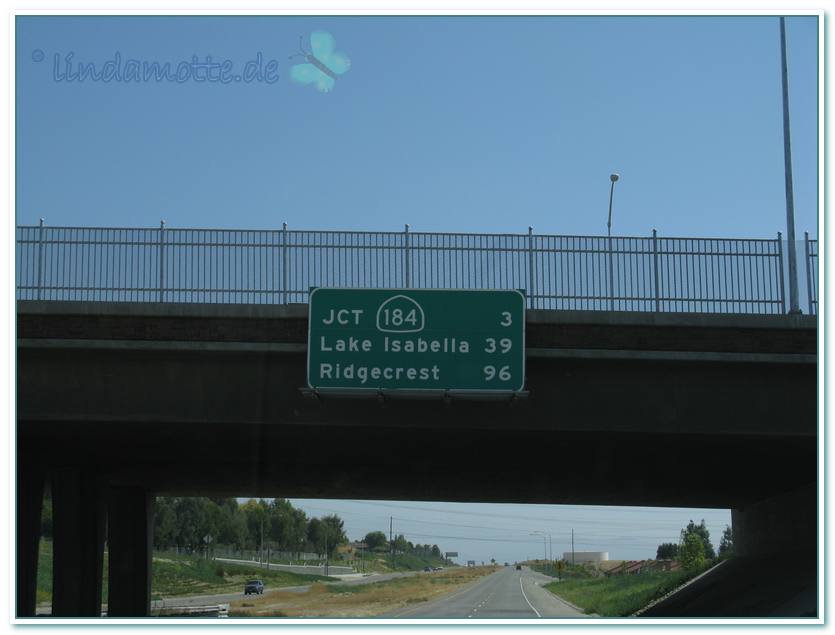 © lindamotte.de
JCT 184 3
Lake Isabella 39
Ridgecrest 96